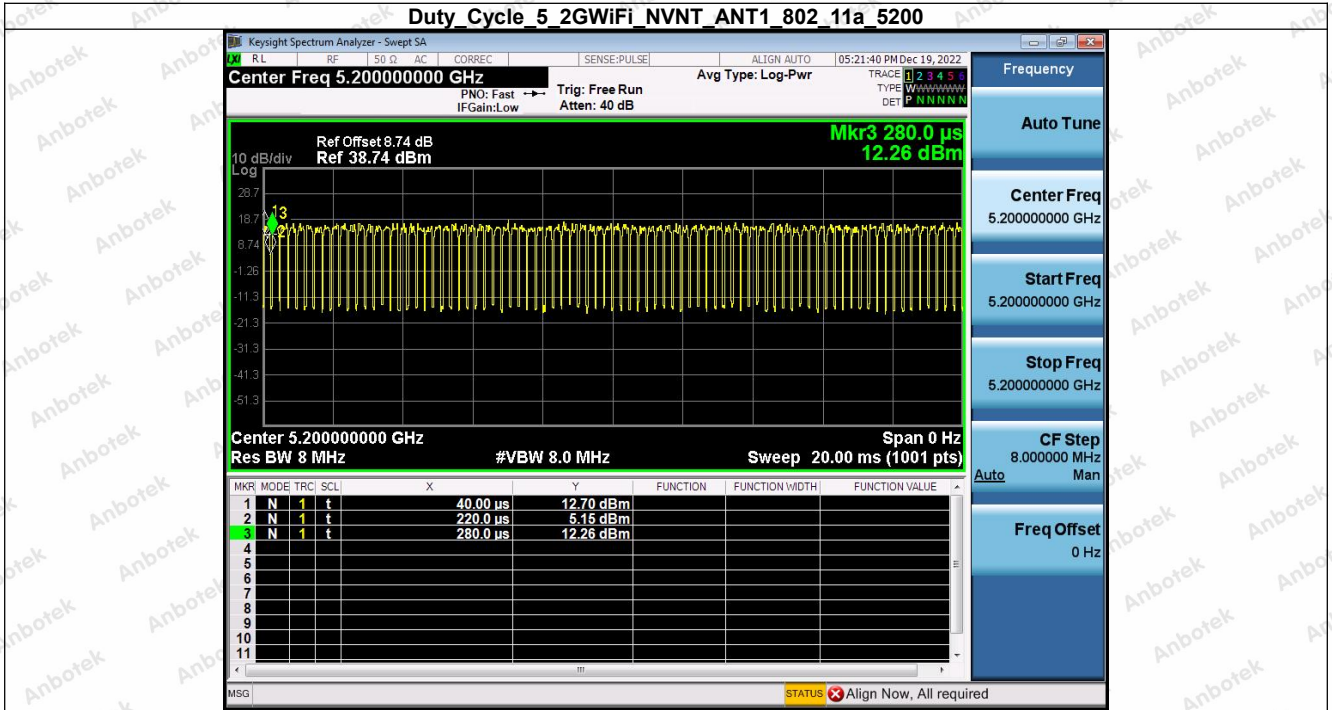 Duty_Cycle_5_2GWiFi_NVNT_ANT1_802_11a_5200
Keysight Spectrum Analyzer - Swept SA
LXI RL RF 50 Ω AC CORREC SENSE:PULSE ALIGN AUTO 05:21:40 PM Dec 19, 2022
Center Freq 5.200000000 GHz
Avg Type: Log-Pwr
TRACE 1 2 3 4 5 6
TYPE WWWWWW
DET P N N N N N
PNO: Fast
IFGain:Low
Trig: Free Run
Atten: 40 dB
Frequency
Mkr3 280.0 µs
12.26 dBm
Ref Offset 8.74 dB
10 dB/div Ref 38.74 dBm
Log
28.7
18.7
8.74
-1.26
-11.3
-21.3
-31.3
-41.3
-51.3
1 3
2
Center 5.200000000 GHz Span 0 Hz
Res BW 8 MHz #VBW 8.0 MHz Sweep 20.00 ms (1001 pts)
MKR MODE TRC SCL X Y FUNCTION FUNCTION WIDTH FUNCTION VALUE
1 N 1 t 40.00 µs 12.70 dBm
2 N 1 t 220.0 µs 5.15 dBm
3 N 1 t 280.0 µs 12.26 dBm
4
5
6
7
8
9
10
11
MSG STATUS Align Now, All required
Auto Tune
Center Freq
5.200000000 GHz
Start Freq
5.200000000 GHz
Stop Freq
5.200000000 GHz
CF Step
8.000000 MHz
Auto Man
Freq Offset
0 Hz
Anbotek